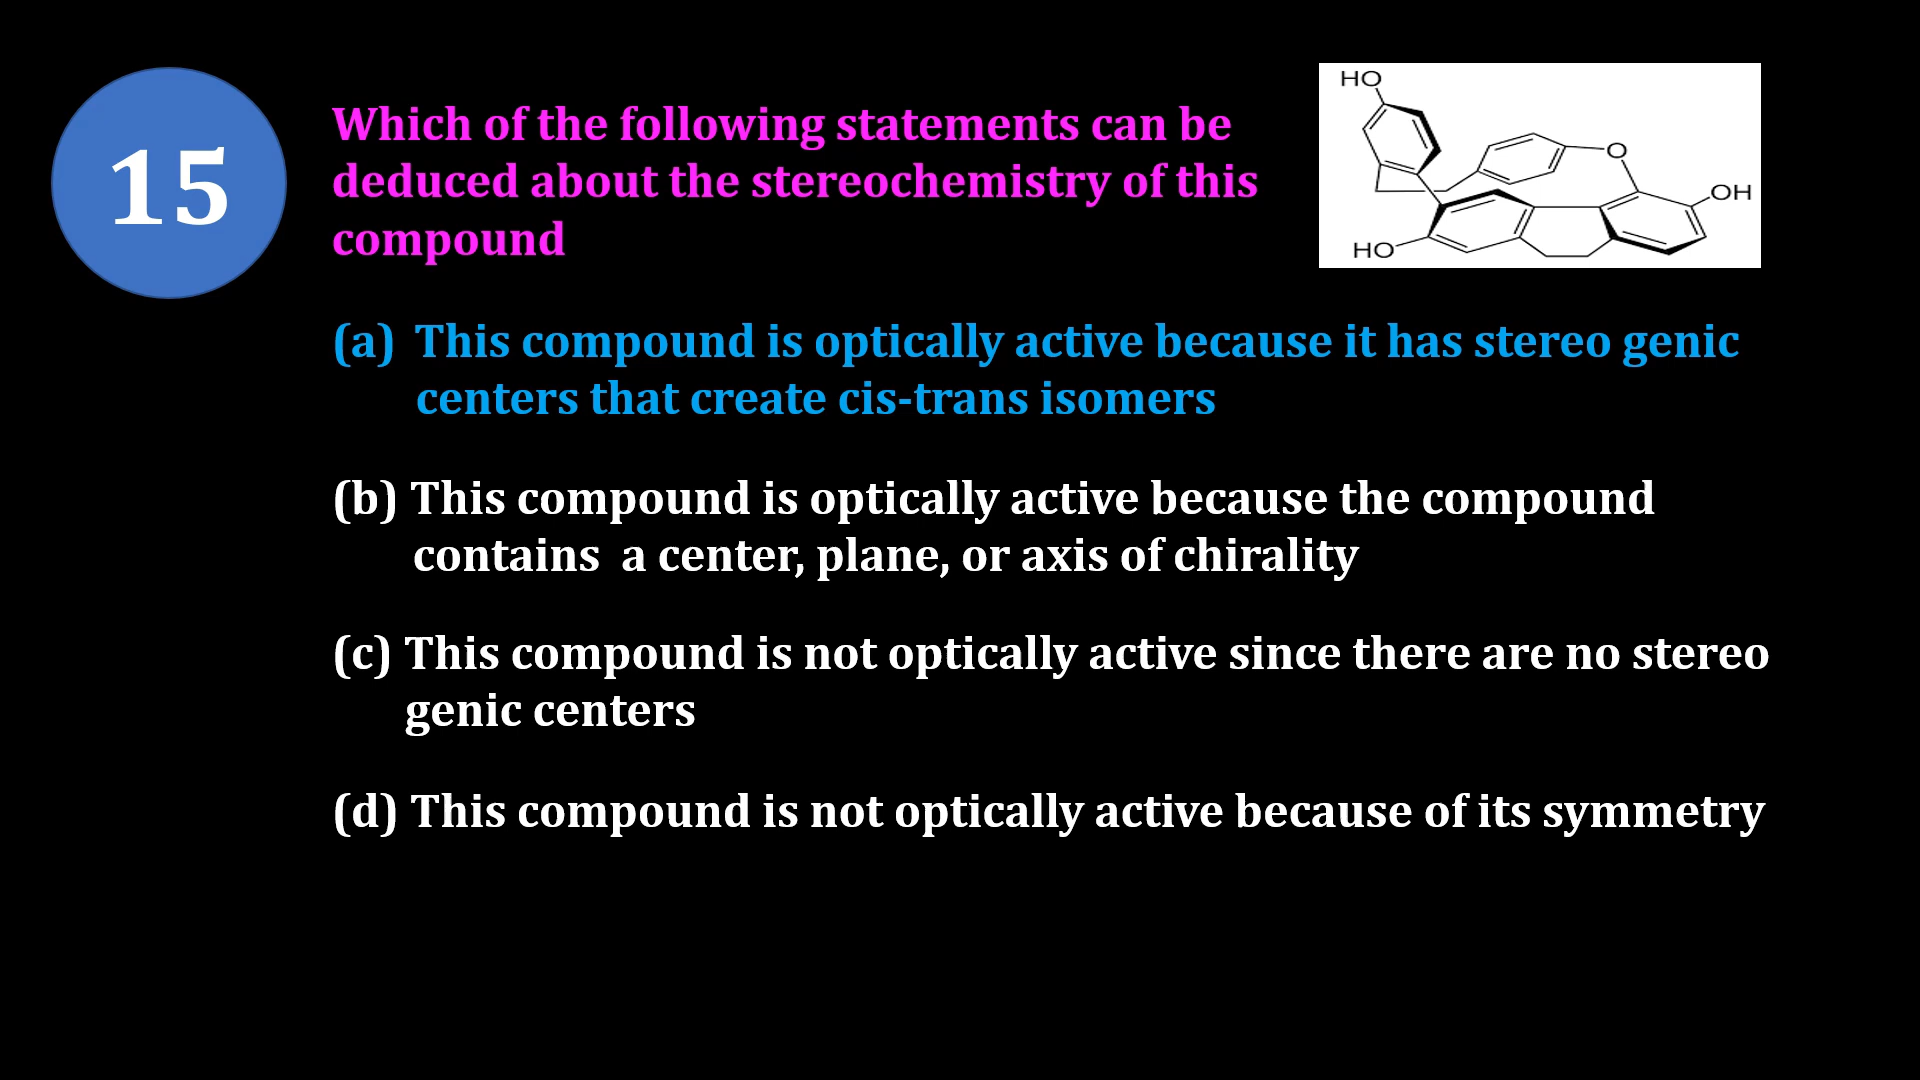 15
Which of the following statements can be
deduced about the stereochemistry of this
compound
HO
O
OH
HO
(a) This compound is optically active because it has stereo genic
centers that create cis-trans isomers
(b) This compound is optically active because the compound
contains a center, plane, or axis of chirality
(c) This compound is not optically active since there are no stereo
genic centers
(d) This compound is not optically active because of its symmetry